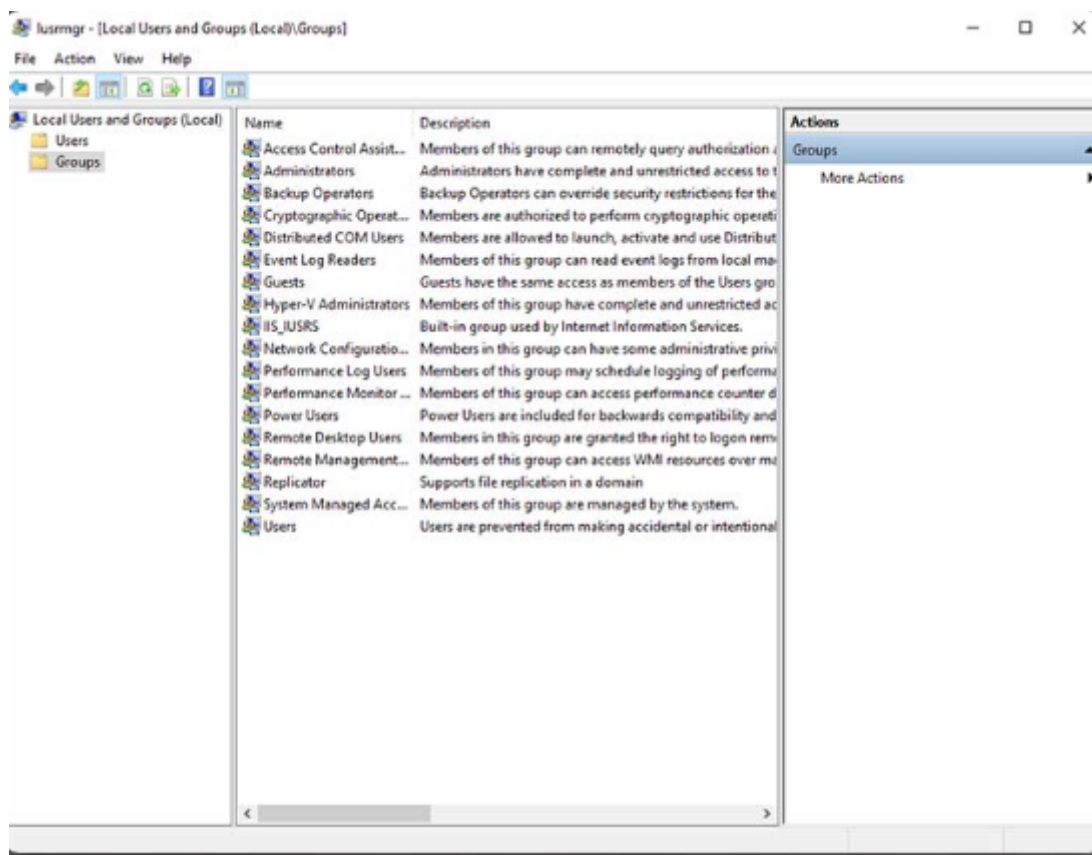 lusrmgr - [Local Users and Groups (Local)\Groups]
File Action View Help
Local Users and Groups (Local)
Users
Groups
Name Description
Access Control Assist... Members of this group can remotely query authorization
Administrators Administrators have complete and unrestricted access to t
Backup Operators Backup Operators can override security restrictions for the
Cryptographic Operat... Members are authorized to perform cryptographic operati
Distributed COM Users Members are allowed to launch, activate and use Distribut
Event Log Readers Members of this group can read event logs from local ma
Guests Guests have the same access as members of the Users gro
Hyper-V Administrators Members of this group have complete and unrestricted ac
IIS_IUSRS Built-in group used by Internet Information Services.
Network Configuratio... Members in this group can have some administrative privi
Performance Log Users Members of this group may schedule logging of performa
Performance Monitor ... Members of this group can access performance counter d
Power Users Power Users are included for backwards compatibility and
Remote Desktop Users Members in this group are granted the right to logon rem
Remote Management... Members of this group can access WMI resources over ma
Replicator Supports file replication in a domain
System Managed Acc... Members of this group are managed by the system.
Users Users are prevented from making accidental or intentional
Actions
Groups
More Actions